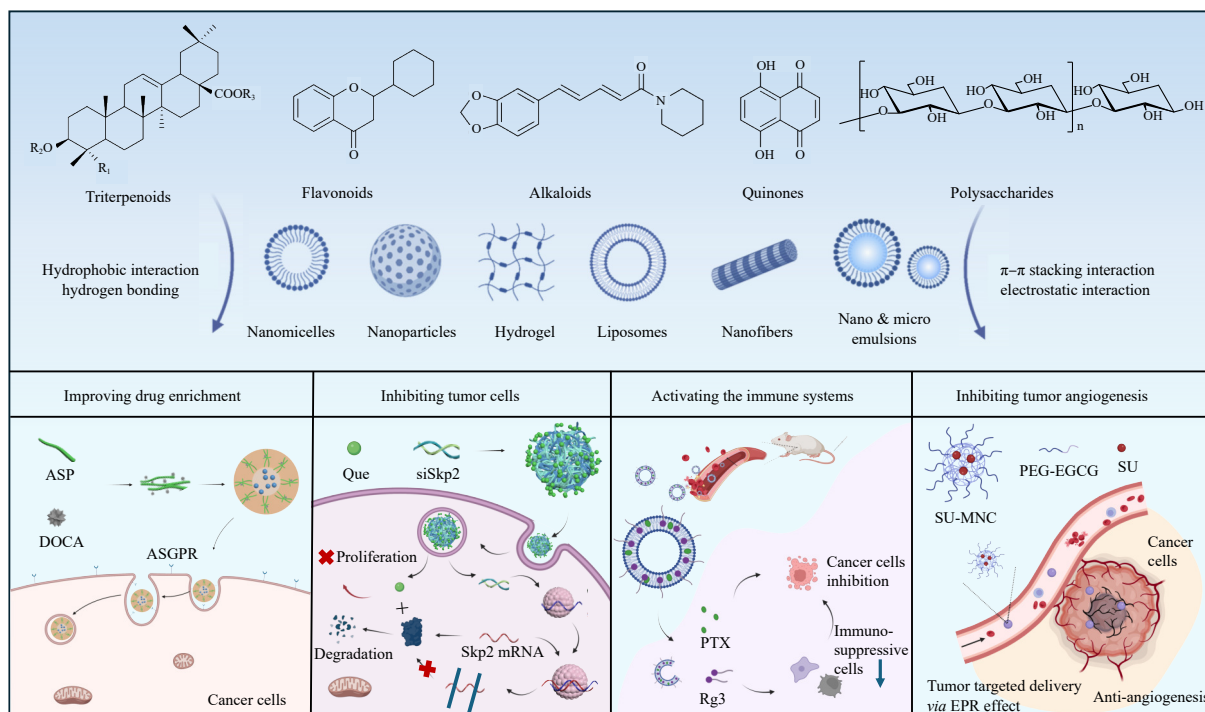 COOR₃
R₂O
R₁
O
O
O
O
O
N
OH
O
OH
O
OH
HO
O
OH
OH
HO
O
OH
n
OH
HO
O
OH
OH
Triterpenoids
Flavonoids
Alkaloids
Quinones
Polysaccharides
Hydrophobic interaction
hydrogen bonding
π–π stacking interaction
electrostatic interaction
Nanomicelles
Nanoparticles
Hydrogel
Liposomes
Nanofibers
Nano & micro
emulsions
Improving drug enrichment
ASP
DOCA
ASGPR
Cancer cells
Inhibiting tumor cells
Que
siSkp2
Proliferation
+
Degradation
Skp2 mRNA
Activating the immune systems
Cancer cells
inhibition
PTX
Immuno-
suppressive
cells
Rg3
Inhibiting tumor angiogenesis
PEG-EGCG
SU
SU-MNC
Cancer
cells
Tumor targeted delivery
via EPR effect
Anti-angiogenesis